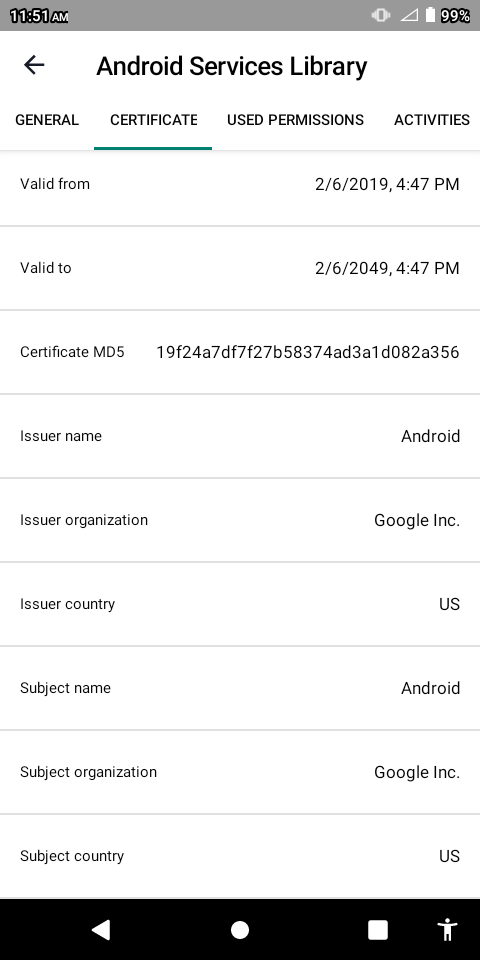 11:51 AM
99%
Android Services Library
GENERAL CERTIFICATE USED PERMISSIONS ACTIVITIES
Valid from 2/6/2019, 4:47 PM
Valid to 2/6/2049, 4:47 PM
Certificate MD5 19f24a7df7f27b58374ad3a1d082a356
Issuer name Android
Issuer organization Google Inc.
Issuer country US
Subject name Android
Subject organization Google Inc.
Subject country US